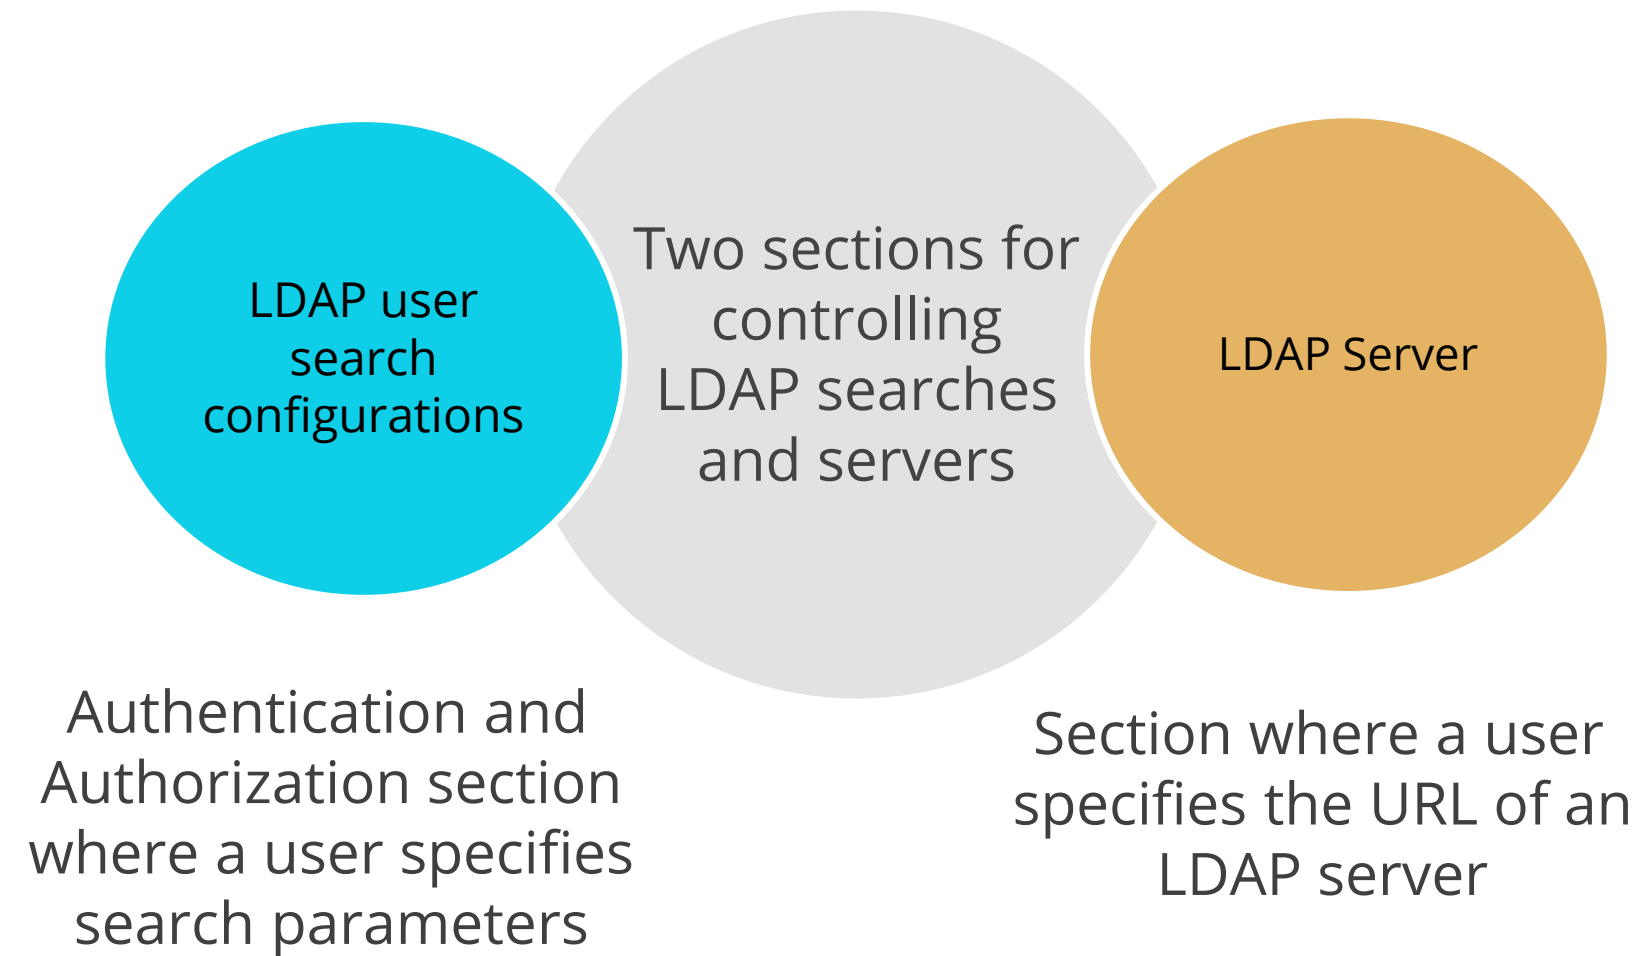 LDAP user
search
configurations
Two sections for
controlling
LDAP searches
and servers
LDAP Server
Authentication and
Authorization section
where a user specifies
search parameters
Section where a user
specifies the URL of an
LDAP server